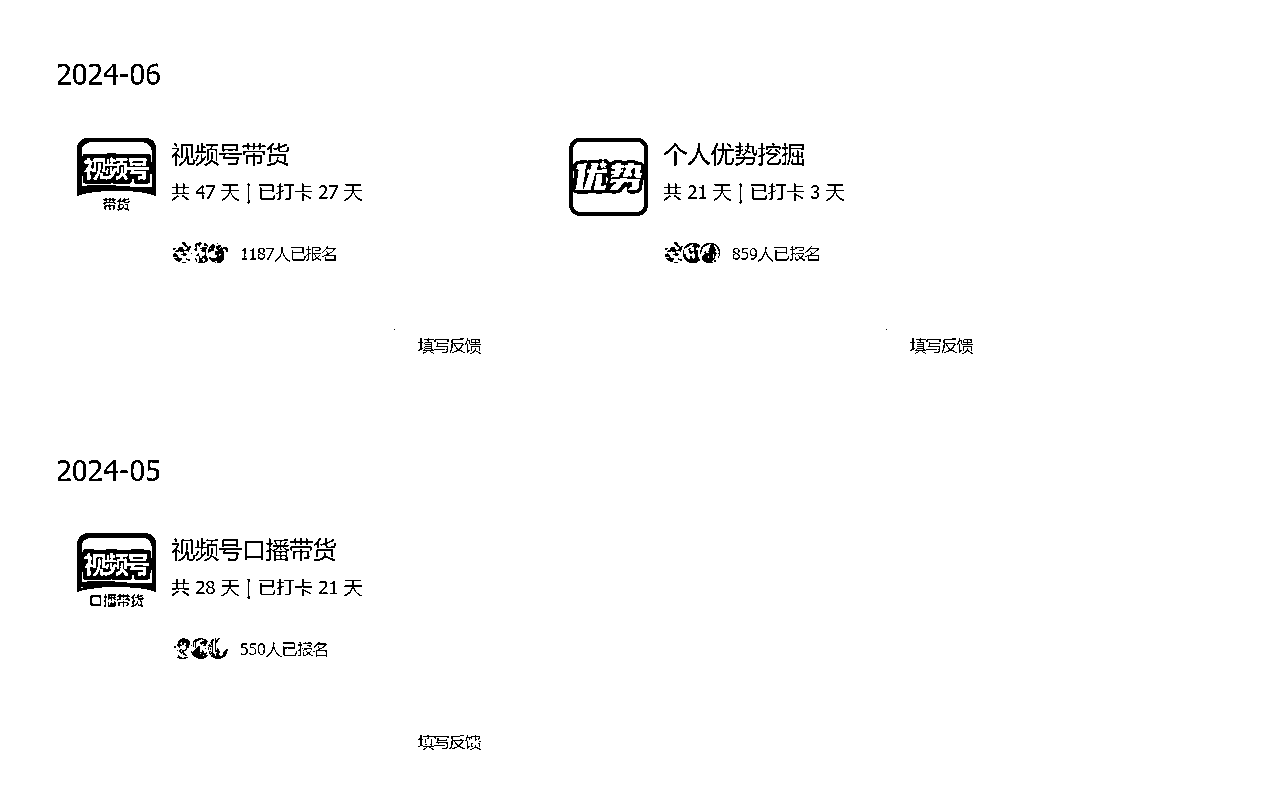 2024-06
视频号
带货
视频号带货
共 47 天 | 已打卡 27 天
1187人已报名
填写反馈
优势
个人优势挖掘
共 21 天 | 已打卡 3 天
859人已报名
填写反馈
2024-05
视频号
口播带货
视频号口播带货
共 28 天 | 已打卡 21 天
550人已报名
填写反馈